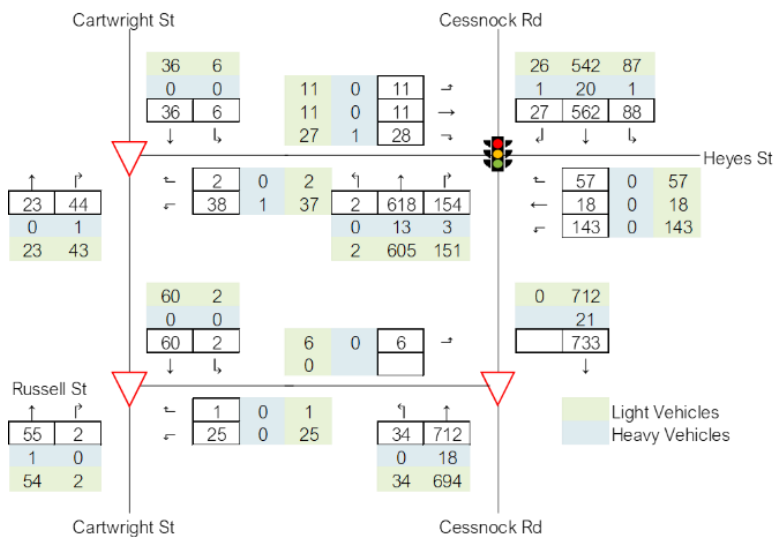 Cartwright St Cessnock Rd
36 6 26 542 87
0 0 11 0 11 1 20 1
36 6 11 0 11 27 562 88
27 1 28
Heyes St
2 0 2 57 0 57
23 44 38 1 37 2 618 154 18 0 18
0 1 0 13 3 143 0 143
23 43 2 605 151
60 2 0 712
0 0 21
60 2 6 0 6 733
0
Russell St
1 0 1
55 2 25 0 25 34 712 Light Vehicles
1 0 0 18 Heavy Vehicles
54 2 34 694
Cartwright St Cessnock Rd